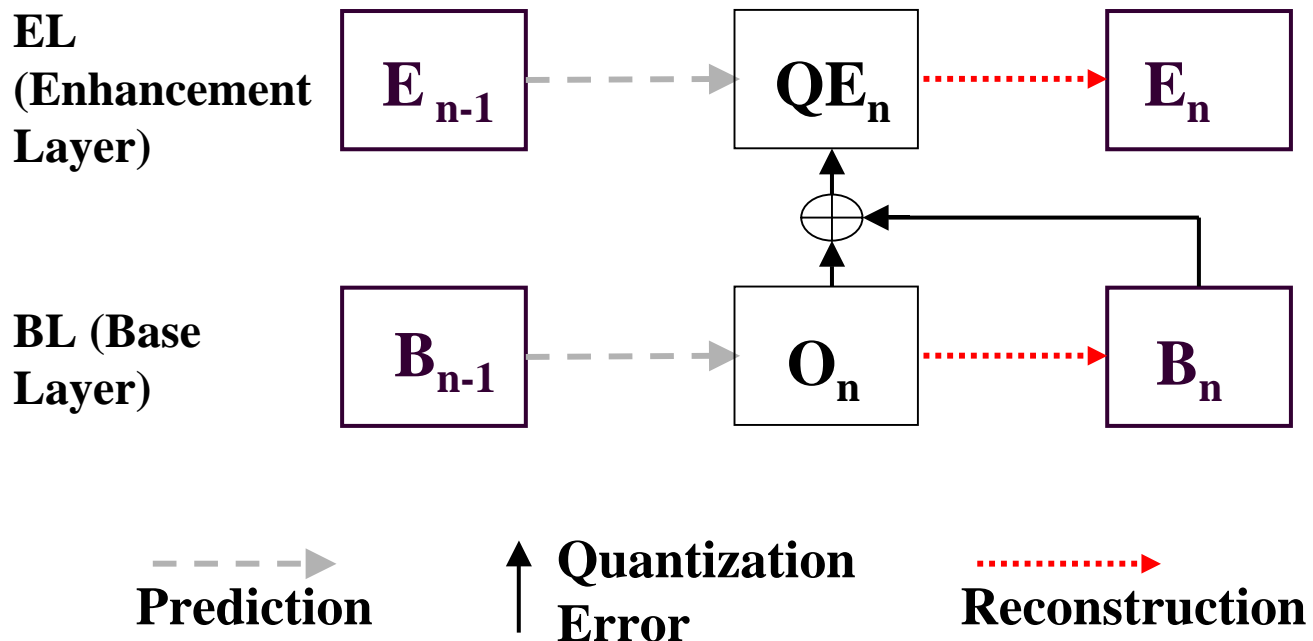 EL
(Enhancement
Layer)
E n-1
QEn
En
BL (Base
Layer)
Bn-1
On
Bn
Prediction
Quantization
Error
Reconstruction